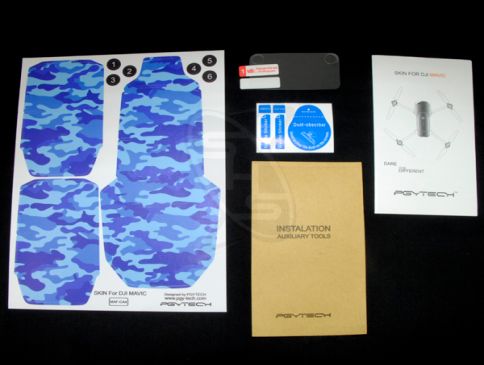 1
2
3
4
5
6
SKIN For DJI MAVIC
Designed by PGYTECH
www.pgy-tech.com
PGYTECH
Dust-absorber
INSTALATION
AUXILIARY TOOLS
PGYTECH
SKIN FOR DJI MAVIC
DARE
DIFFERENT
PGYTECH